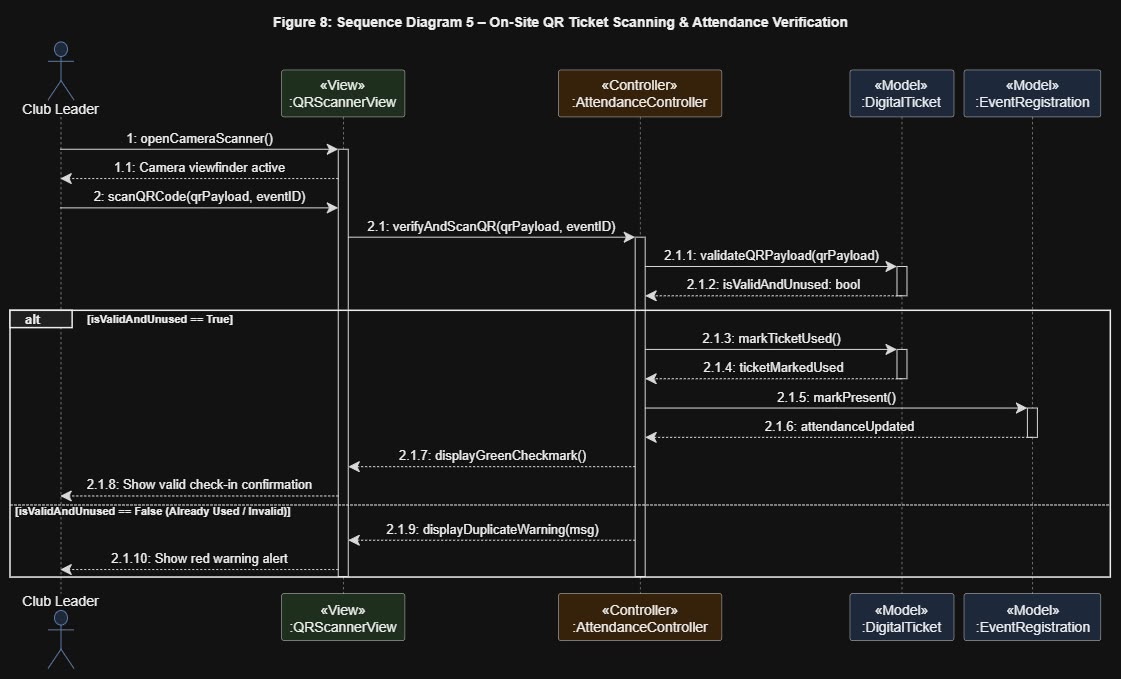 Figure 8: Sequence Diagram 5 – On-Site QR Ticket Scanning & Attendance Verification
Club Leader
«View»
:QRScannerView
«Controller»
:AttendanceController
«Model»
:DigitalTicket
«Model»
:EventRegistration
1: openCameraScanner()
1.1: Camera viewfinder active
2: scanQRCode(qrPayload, eventID)
2.1: verifyAndScanQR(qrPayload, eventID)
2.1.1: validateQRPayload(qrPayload)
2.1.2: isValidAndUnused: bool
alt
[isValidAndUnused == True]
2.1.3: markTicketUsed()
2.1.4: ticketMarkedUsed
2.1.5: markPresent()
2.1.6: attendanceUpdated
2.1.7: displayGreenCheckmark()
2.1.8: Show valid check-in confirmation
[isValidAndUnused == False (Already Used / Invalid)]
2.1.9: displayDuplicateWarning(msg)
2.1.10: Show red warning alert
Club Leader
«View»
:QRScannerView
«Controller»
:AttendanceController
«Model»
:DigitalTicket
«Model»
:EventRegistration